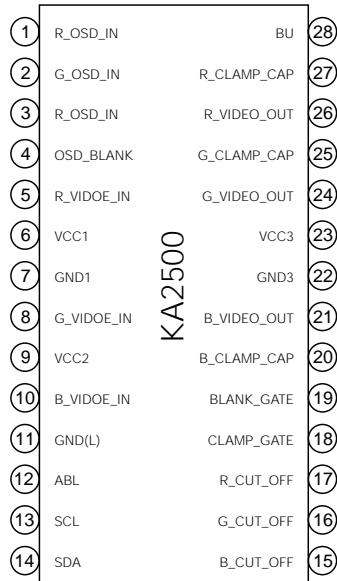 1 R_OSD_IN BU 28
2 G_OSD_IN R_CLAMP_CAP 27
3 R_OSD_IN R_VIDEO_OUT 26
4 OSD_BLANK G_CLAMP_CAP 25
5 R_VIDOE_IN G_VIDEO_OUT 24
6 VCC1 VCC3 23
7 GND1 GND3 22
8 G_VIDOE_IN B_VIDEO_OUT 21
9 VCC2 B_CLAMP_CAP 20
10 B_VIDOE_IN BLANK_GATE 19
11 GND(L) CLAMP_GATE 18
12 ABL R_CUT_OFF 17
13 SCL G_CUT_OFF 16
14 SDA B_CUT_OFF 15
KA2500